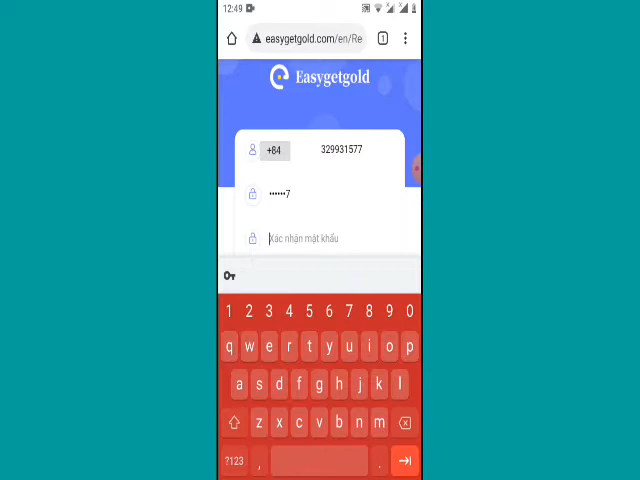 12:49
easygetgold.com/en/Re
1
Easygetgold
+84 329931577
••••••7
Xác nhận mật khẩu
1 2 3 4 5 6 7 8 9 0
q w e r t y u i o p
a s d f g h j k l
z x c v b n m
?123 , .